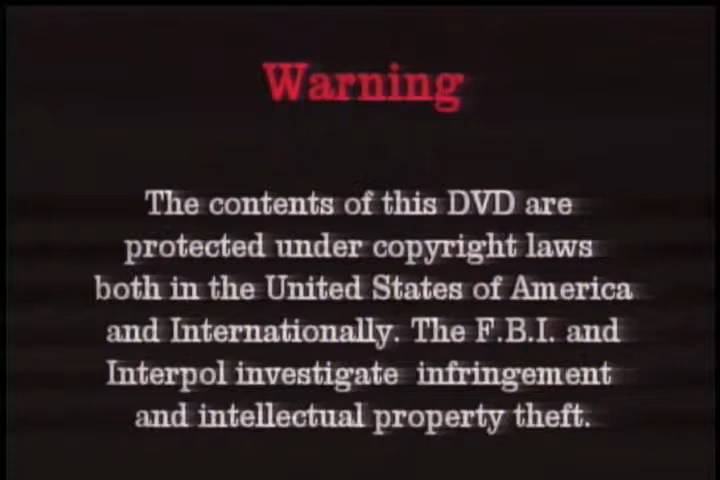 Warning
The contents of this DVD are
protected under copyright laws
both in the United States of America
and Internationally. The F.B.I. and
Interpol investigate infringement
and intellectual property theft.